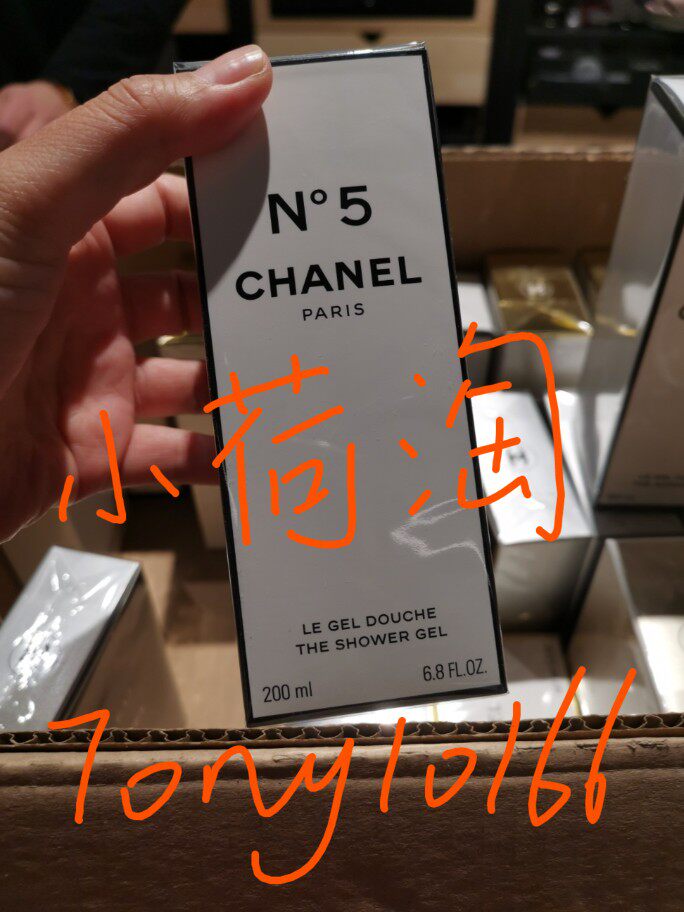 N°5
CHANEL
PARIS
小荷淘
LE GEL DOUCHE
THE SHOWER GEL
200 ml 6.8 FL.OZ.
Tony10166